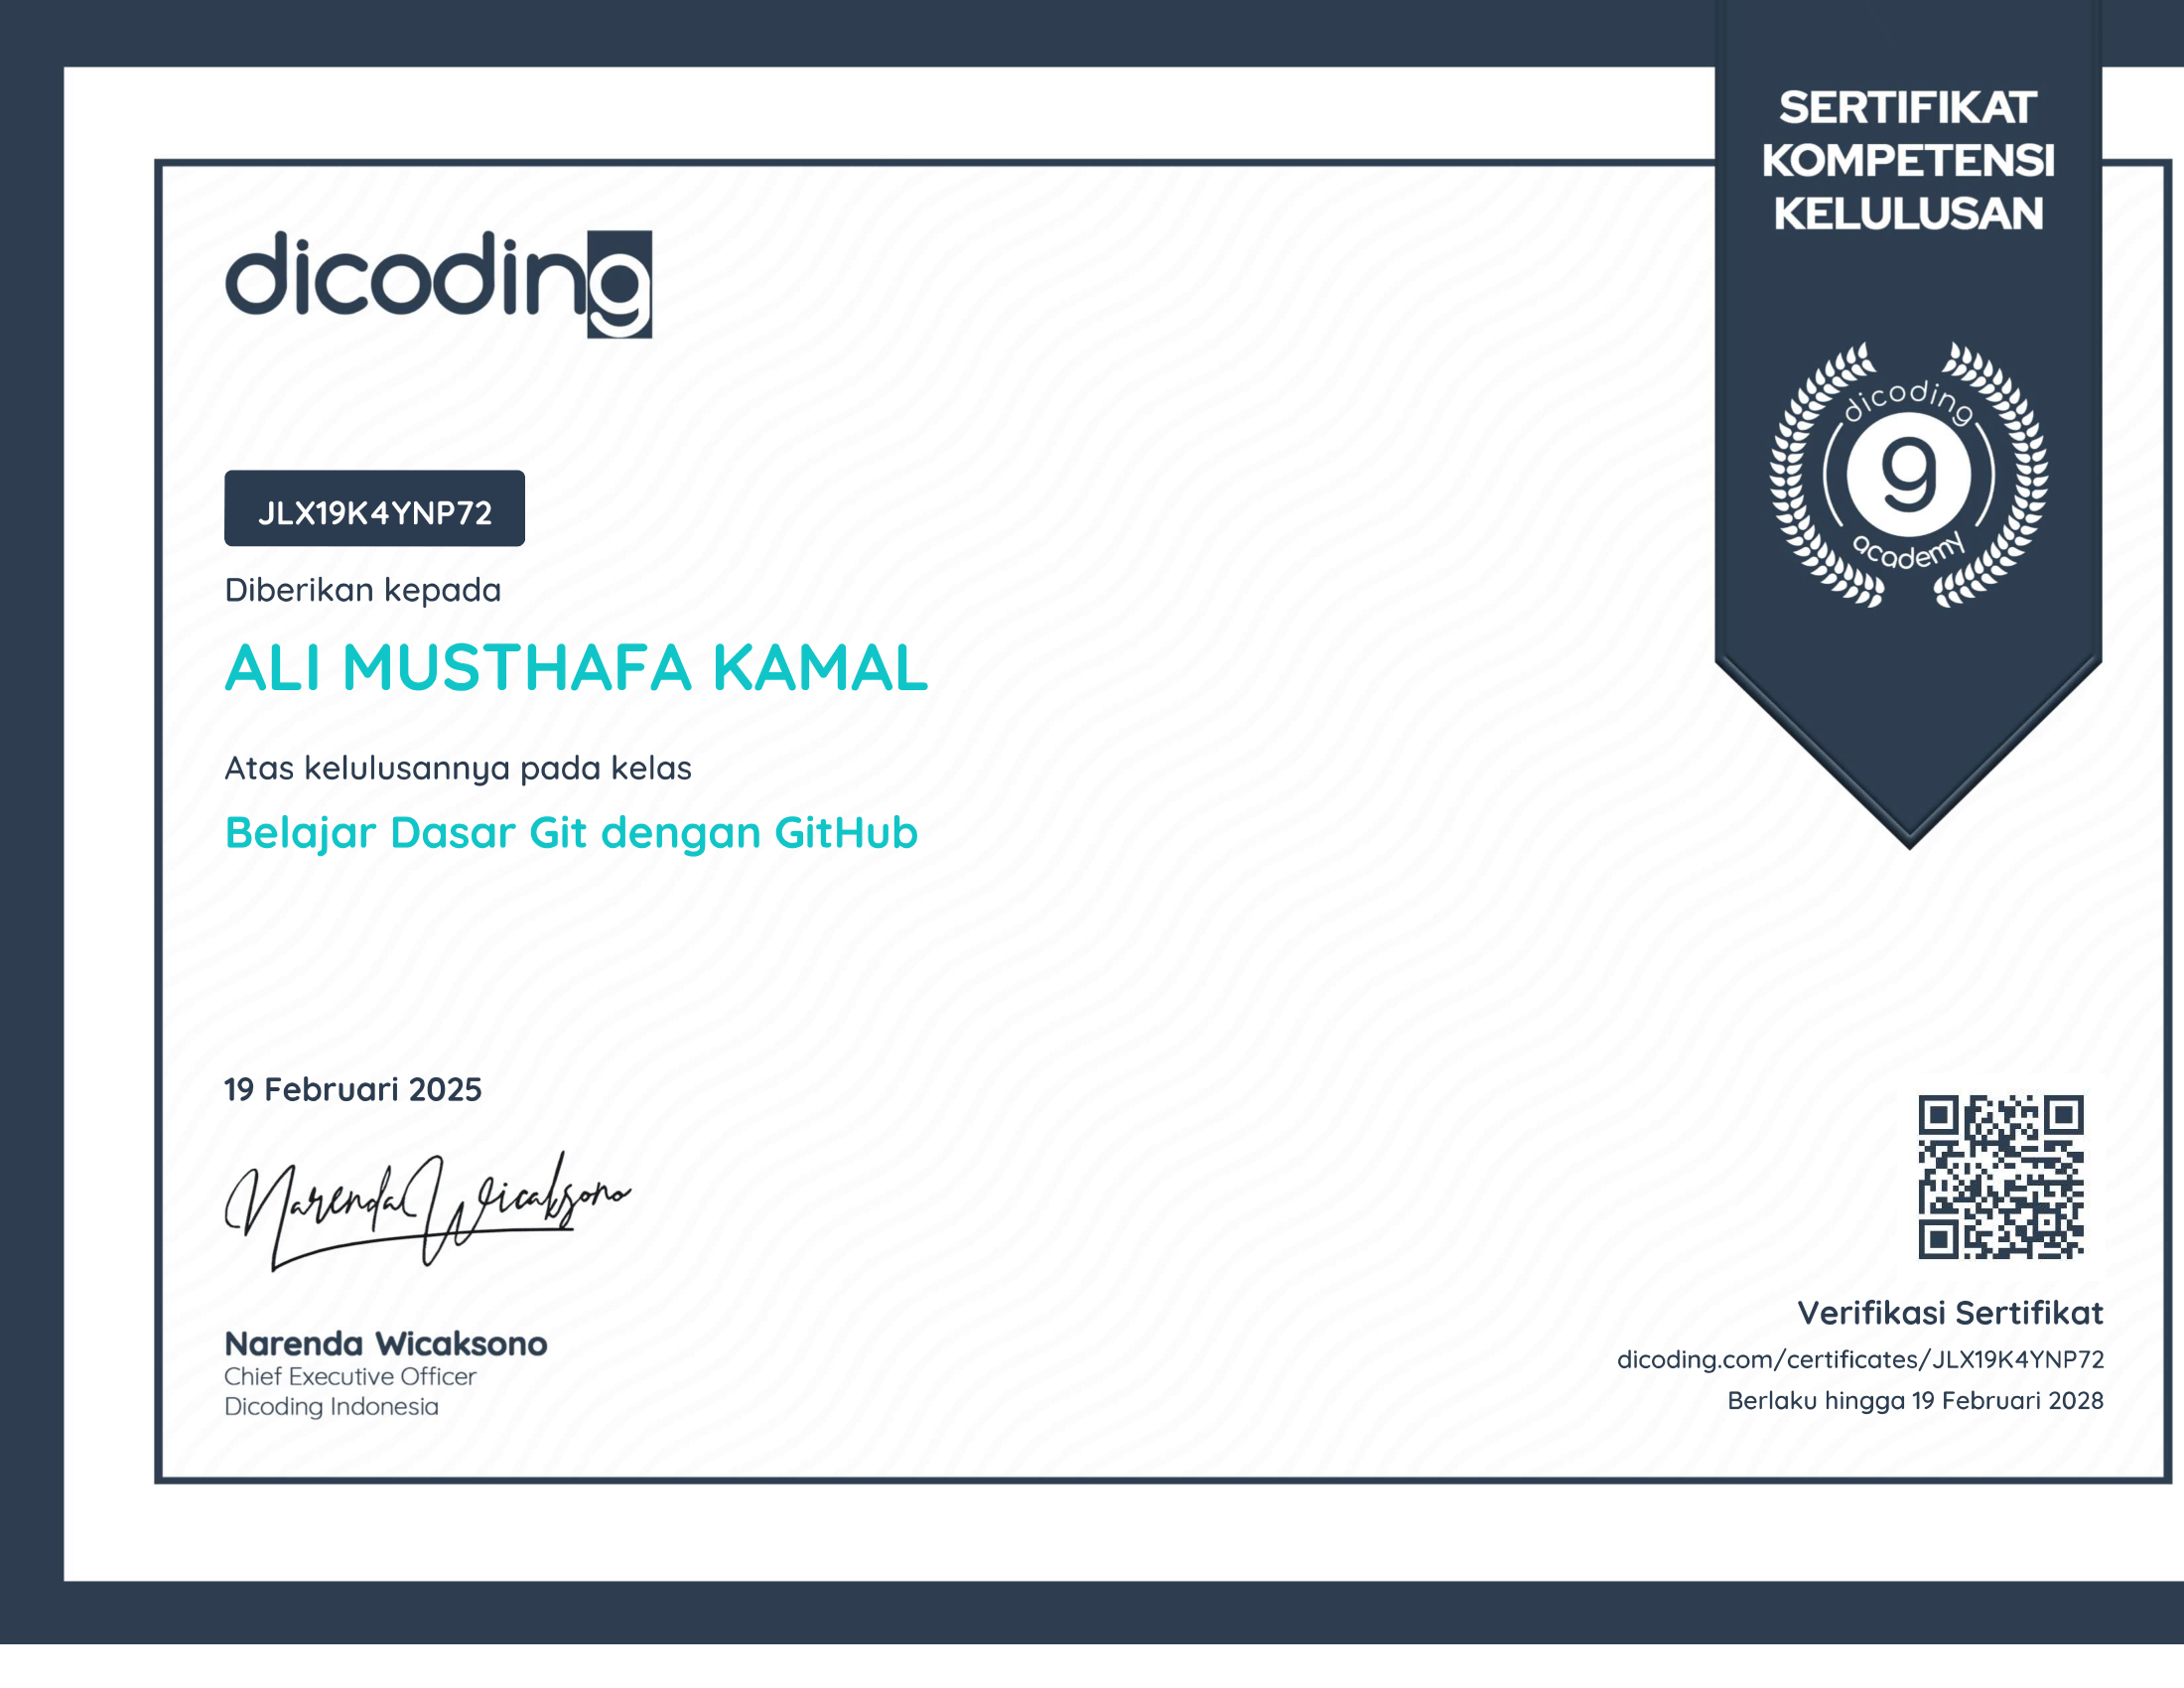 SERTIFIKAT
KOMPETENSI
KELULUSAN
dicoding
dicoding
g
academy
JLX19K4YNP72
Diberikan kepada
ALI MUSTHAFA KAMAL
Atas kelulusannya pada kelas
Belajar Dasar Git dengan GitHub
19 Februari 2025
Narenda Wicaksono
Narenda Wicaksono
Chief Executive Officer
Dicoding Indonesia
Verifikasi Sertifikat
dicoding.com/certificates/JLX19K4YNP72
Berlaku hingga 19 Februari 2028